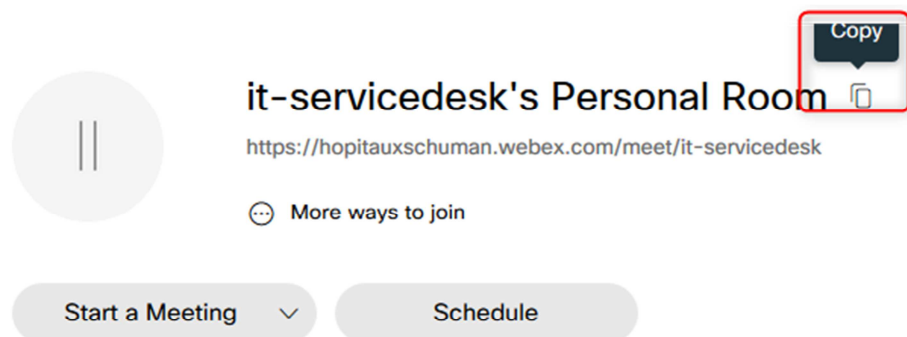 Copy
it-servicedesk's Personal Room
https://hopitauxschuman.webex.com/meet/it-servicedesk
More ways to join
Start a Meeting
Schedule